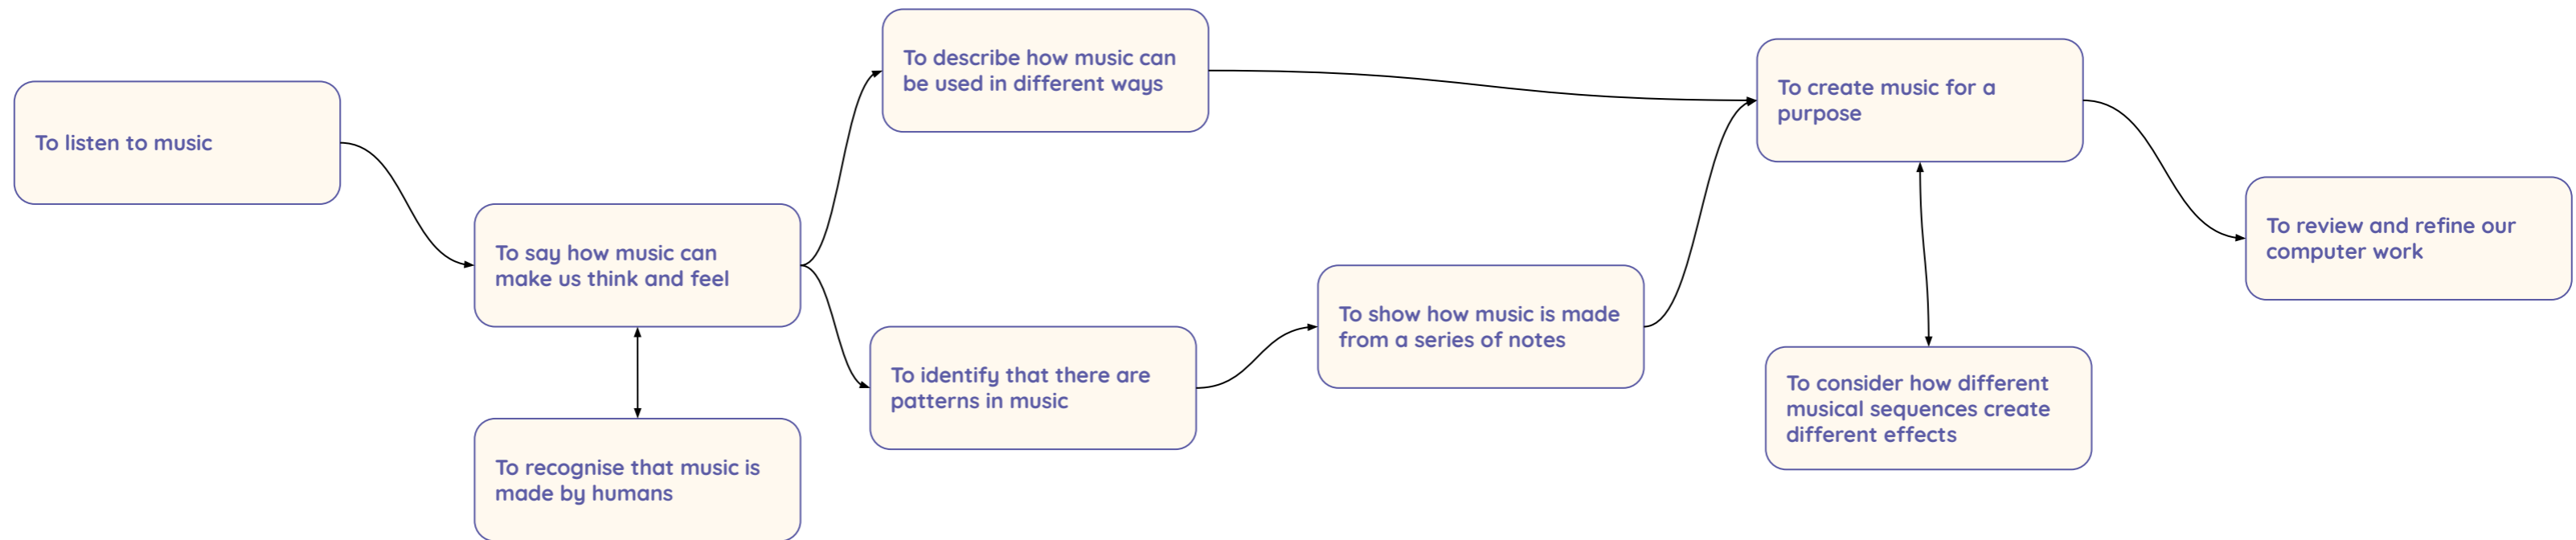 To listen to music
To say how music can
make us think and feel
To recognise that music is
made by humans
To describe how music can
be used in different ways
To identify that there are
patterns in music
To show how music is made
from a series of notes
To create music for a
purpose
To consider how different
musical sequences create
different effects
To review and refine our
computer work